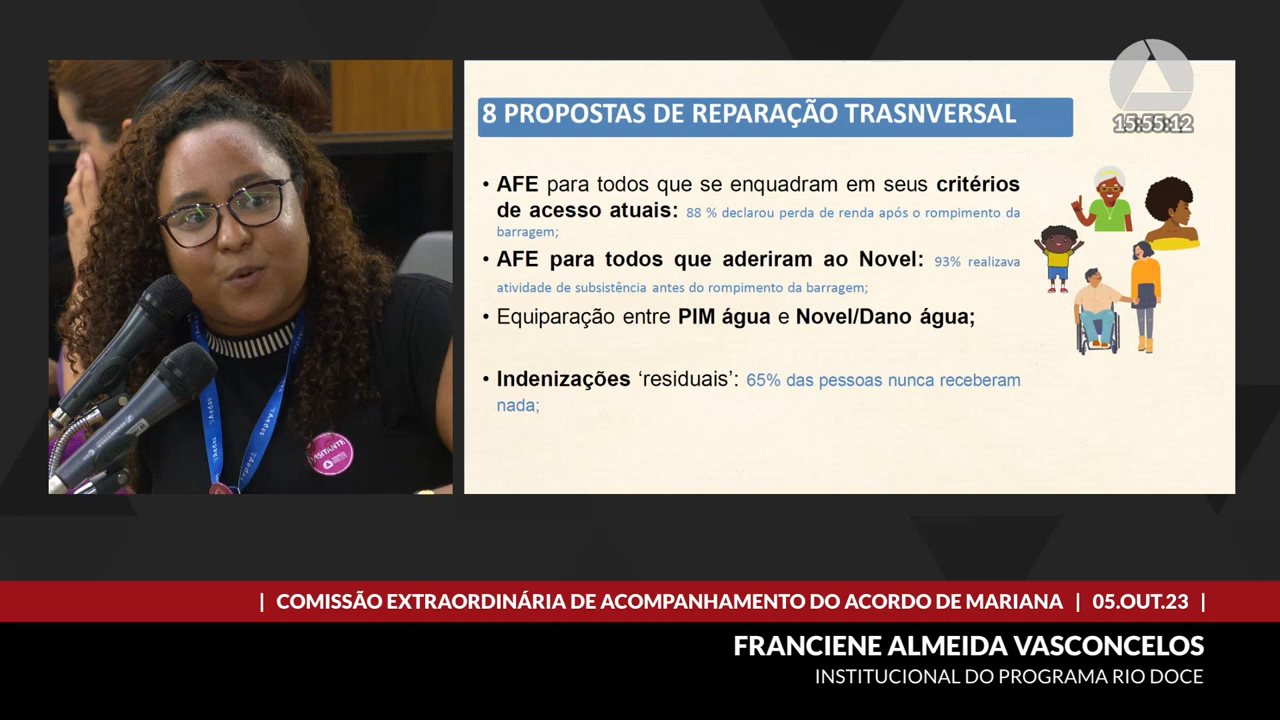 8 PROPOSTAS DE REPARAÇÃO TRASNVERSAL
15:55:12
• AFE para todos que se enquadram em seus critérios
de acesso atuais: 88 % declarou perda de renda após o rompimento da
barragem;
• AFE para todos que aderiram ao Novel: 93% realizava
atividade de subsistência antes do rompimento da barragem;
• Equiparação entre PIM água e Novel/Dano água;
• Indenizações ‘residuais’: 65% das pessoas nunca receberam
nada;
Aedas
Aedas
VISITANTE
| COMISSÃO EXTRAORDINÁRIA DE ACOMPANHAMENTO DO ACORDO DE MARIANA | 05.OUT.23 |
FRANCIENE ALMEIDA VASCONCELOS
INSTITUCIONAL DO PROGRAMA RIO DOCE